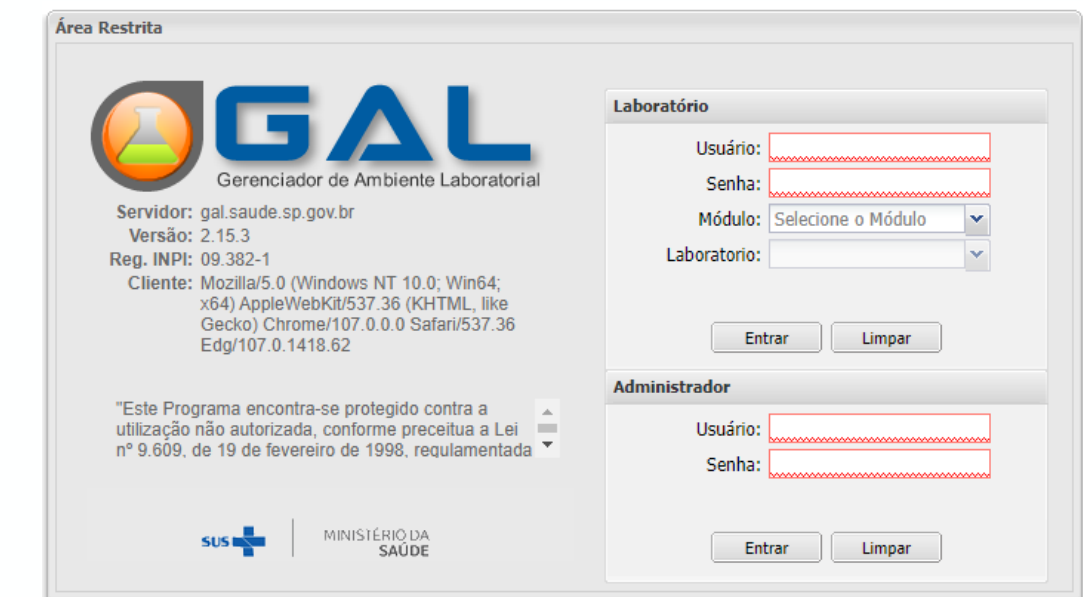 Área Restrita
GAL
Gerenciador de Ambiente Laboratorial
Servidor: gal.saude.sp.gov.br
Versão: 2.15.3
Reg. INPI: 09.382-1
Cliente: Mozilla/5.0 (Windows NT 10.0; Win64;
x64) AppleWebKit/537.36 (KHTML, like
Gecko) Chrome/107.0.0.0 Safari/537.36
Edg/107.0.1418.62
"Este Programa encontra-se protegido contra a
utilização não autorizada, conforme preceitua a Lei
nº 9.609, de 19 de fevereiro de 1998, regulamentada
SUS
MINISTÉRIO DA
SAÚDE
Laboratório
Usuário:
Senha:
Módulo: Selecione o Módulo
Laboratorio:
Entrar Limpar
Administrador
Usuário:
Senha:
Entrar Limpar